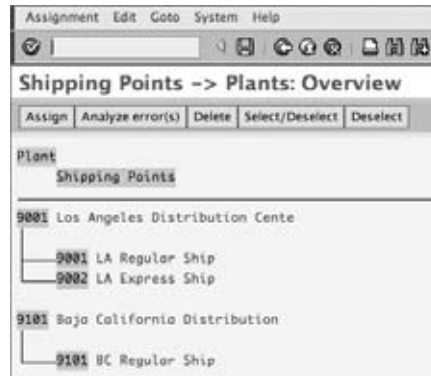 Assignment Edit Goto System Help
Shipping Points -> Plants: Overview
Assign Analyze error(s) Delete Select/Deselect Deselect
Plant
Shipping Points
9001 Los Angeles Distribution Cente
9001 LA Regular Ship
9002 LA Express Ship
9101 Baja California Distribution
9101 BC Regular Ship